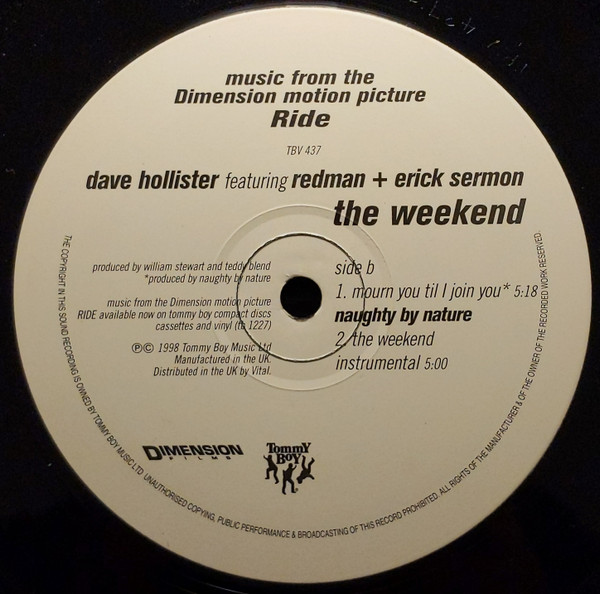 music from the
Dimension motion picture
Ride
TBV 437
dave hollister featuring redman + erick sermon
the weekend
produced by william stewart and teddy blend
*produced by naughty by nature
music from the Dimension motion picture
RIDE available now on tommy boy compact discs
cassettes and vinyl (tb 1227)
℗© 1998 Tommy Boy Music Ltd
Manufactured in the UK.
Distributed in the UK by Vital.
side b
1. mourn you til I join you* 5:18
naughty by nature
2. the weekend
instrumental 5:00
DIMENSION
FILMS
TOMMY
BOY
THE COPYRIGHT IN THIS SOUND RECORDING IS OWNED BY TOMMY BOY MUSIC LTD. UNAUTHORISED COPYING, PUBLIC PERFORMANCE & BROADCASTING OF THIS RECORD PROHIBITED. ALL RIGHTS OF THE MANUFACTURER & OF THE OWNER OF THE RECORDED WORK RESERVED.